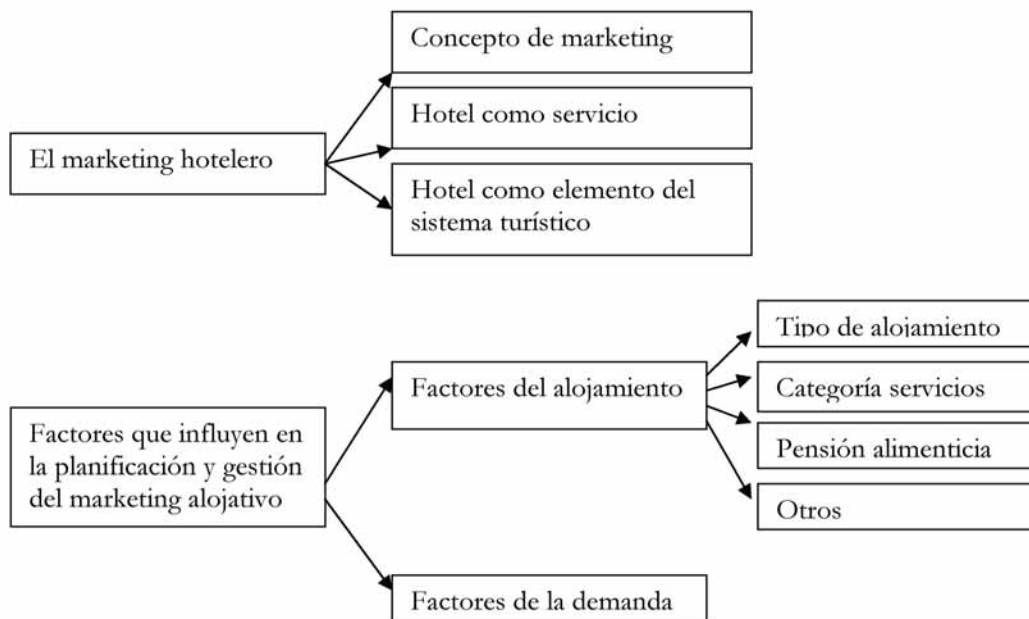 Concepto de marketing
Hotel como servicio
El marketing hotelero
Hotel como elemento del
sistema turístico
Tipo de alojamiento
Factores del alojamiento
Categoría servicios
Factores que influyen en
la planificación y gestión
del marketing alojativo
Pensión alimenticia
Otros
Factores de la demanda